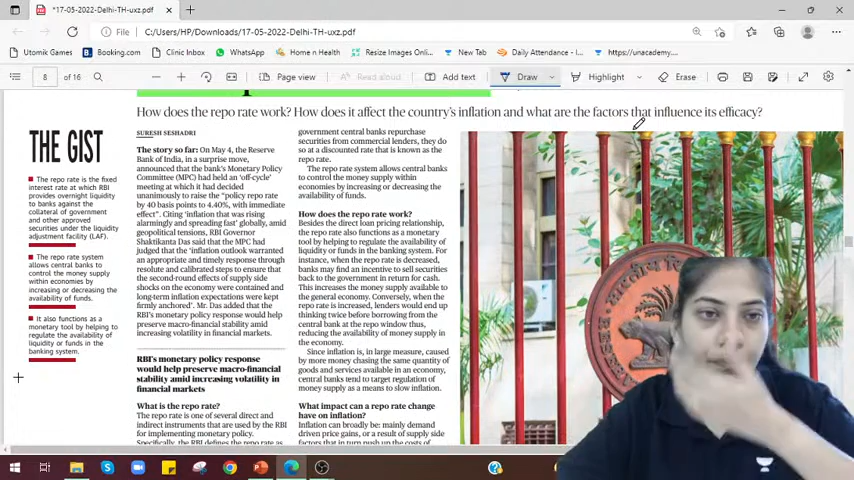 *17-05-2022-Delhi-TH-uxz.pdf
File
C:/Users/HP/Downloads/17-05-2022-Delhi-TH-uxz.pdf
Utomik Games
Booking.com
Clinic Inbox
WhatsApp
Home n Health
Resize Images Onl...
New Tab
Daily Attendance - I...
https://unacademy...
8
of 16
Page view
Read aloud
Add text
Draw
Highlight
Erase
How does the repo rate work? How does it affect the country's inflation and what are the factors that influence its efficacy?
THE GIST
The repo rate is the fixed
interest rate at which RBI
provides overnight liquidity
to banks against the
collateral of government
and other approved
securities under the liquidity
adjustment facility (LAF).
The repo rate system
allows central banks to
control the money supply
within economies by
increasing or decreasing the
availability of funds.
It also functions as a
monetary tool by helping to
regulate the availability of
liquidity or funds in the
banking system.
SURESH SESHADRI
The story so far: On May 4, the Reserve
Bank of India, in a surprise move,
announced that the bank's Monetary Policy
Committee (MPC) had held an 'off-cycle'
meeting at which it had decided
unanimously to raise the "policy repo rate
by 40 basis points to 4.40%, with immediate
effect". Citing 'inflation that was rising
alarmingly and spreading fast' globally, amid
geopolitical tensions, RBI Governor
Shaktikanta Das said that the MPC had
judged that the 'inflation outlook warranted
an appropriate and timely response through
resolute and calibrated steps to ensure that
the second-round effects of supply side
shocks on the economy were contained and
long-term inflation expectations were kept
firmly anchored'. Mr. Das added that the
RBI's monetary policy response would help
preserve macro-financial stability amid
increasing volatility in financial markets.
RBI's monetary policy response
would help preserve macro-financial
stability amid increasing volatility in
financial markets
What is the repo rate?
The repo rate is one of several direct and
indirect instruments that are used by the RBI
for implementing monetary policy.
Specifically, the RBI defines the repo rate as
government central banks repurchase
securities from commercial lenders, they do
so at a discounted rate that is known as the
repo rate.
The repo rate system allows central banks
to control the money supply within
economies by increasing or decreasing the
availability of funds.
How does the repo rate work?
Besides the direct loan pricing relationship,
the repo rate also functions as a monetary
tool by helping to regulate the availability of
liquidity or funds in the banking system. For
instance, when the repo rate is decreased,
banks may find an incentive to sell securities
back to the government in return for cash.
This increases the money supply available to
the general economy. Conversely, when the
repo rate is increased, lenders would end up
thinking twice before borrowing from the
central bank at the repo window thus,
reducing the availability of money supply in
the economy.
Since inflation is, in large measure, caused
by more money chasing the same quantity of
goods and services available in an economy,
central banks tend to target regulation of
money supply as a means to slow inflation.
What impact can a repo rate change
have on inflation?
Inflation can broadly be: mainly demand
driven price gains, or a result of supply side
factors that in turn push up the costs of